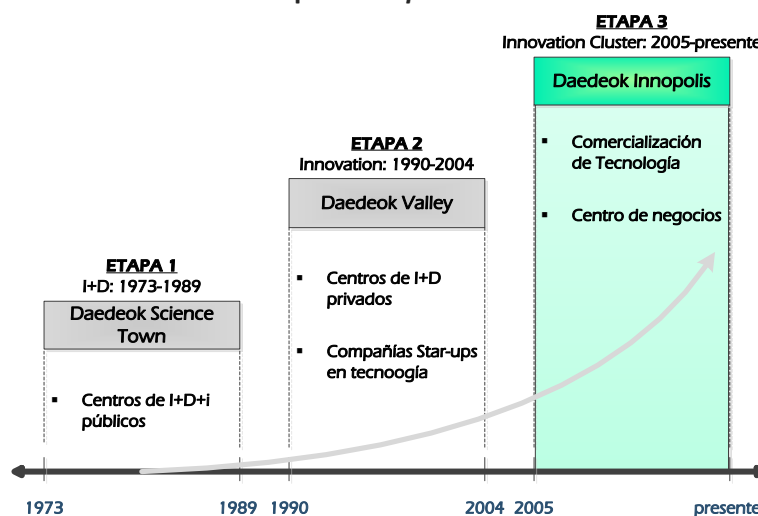 ETAPA 3
Innovation Cluster: 2005-presente
Daedeok Innopolis
Comercialización
de Tecnología
Centro de negocios
ETAPA 2
Innovation: 1990-2004
Daedeok Valley
Centros de I+D
privados
Compañías Star-ups
en tecnoogía
ETAPA 1
I+D: 1973-1989
Daedeok Science
Town
Centros de I+D+i
públicos
1973 1989 1990 2004 2005 presente